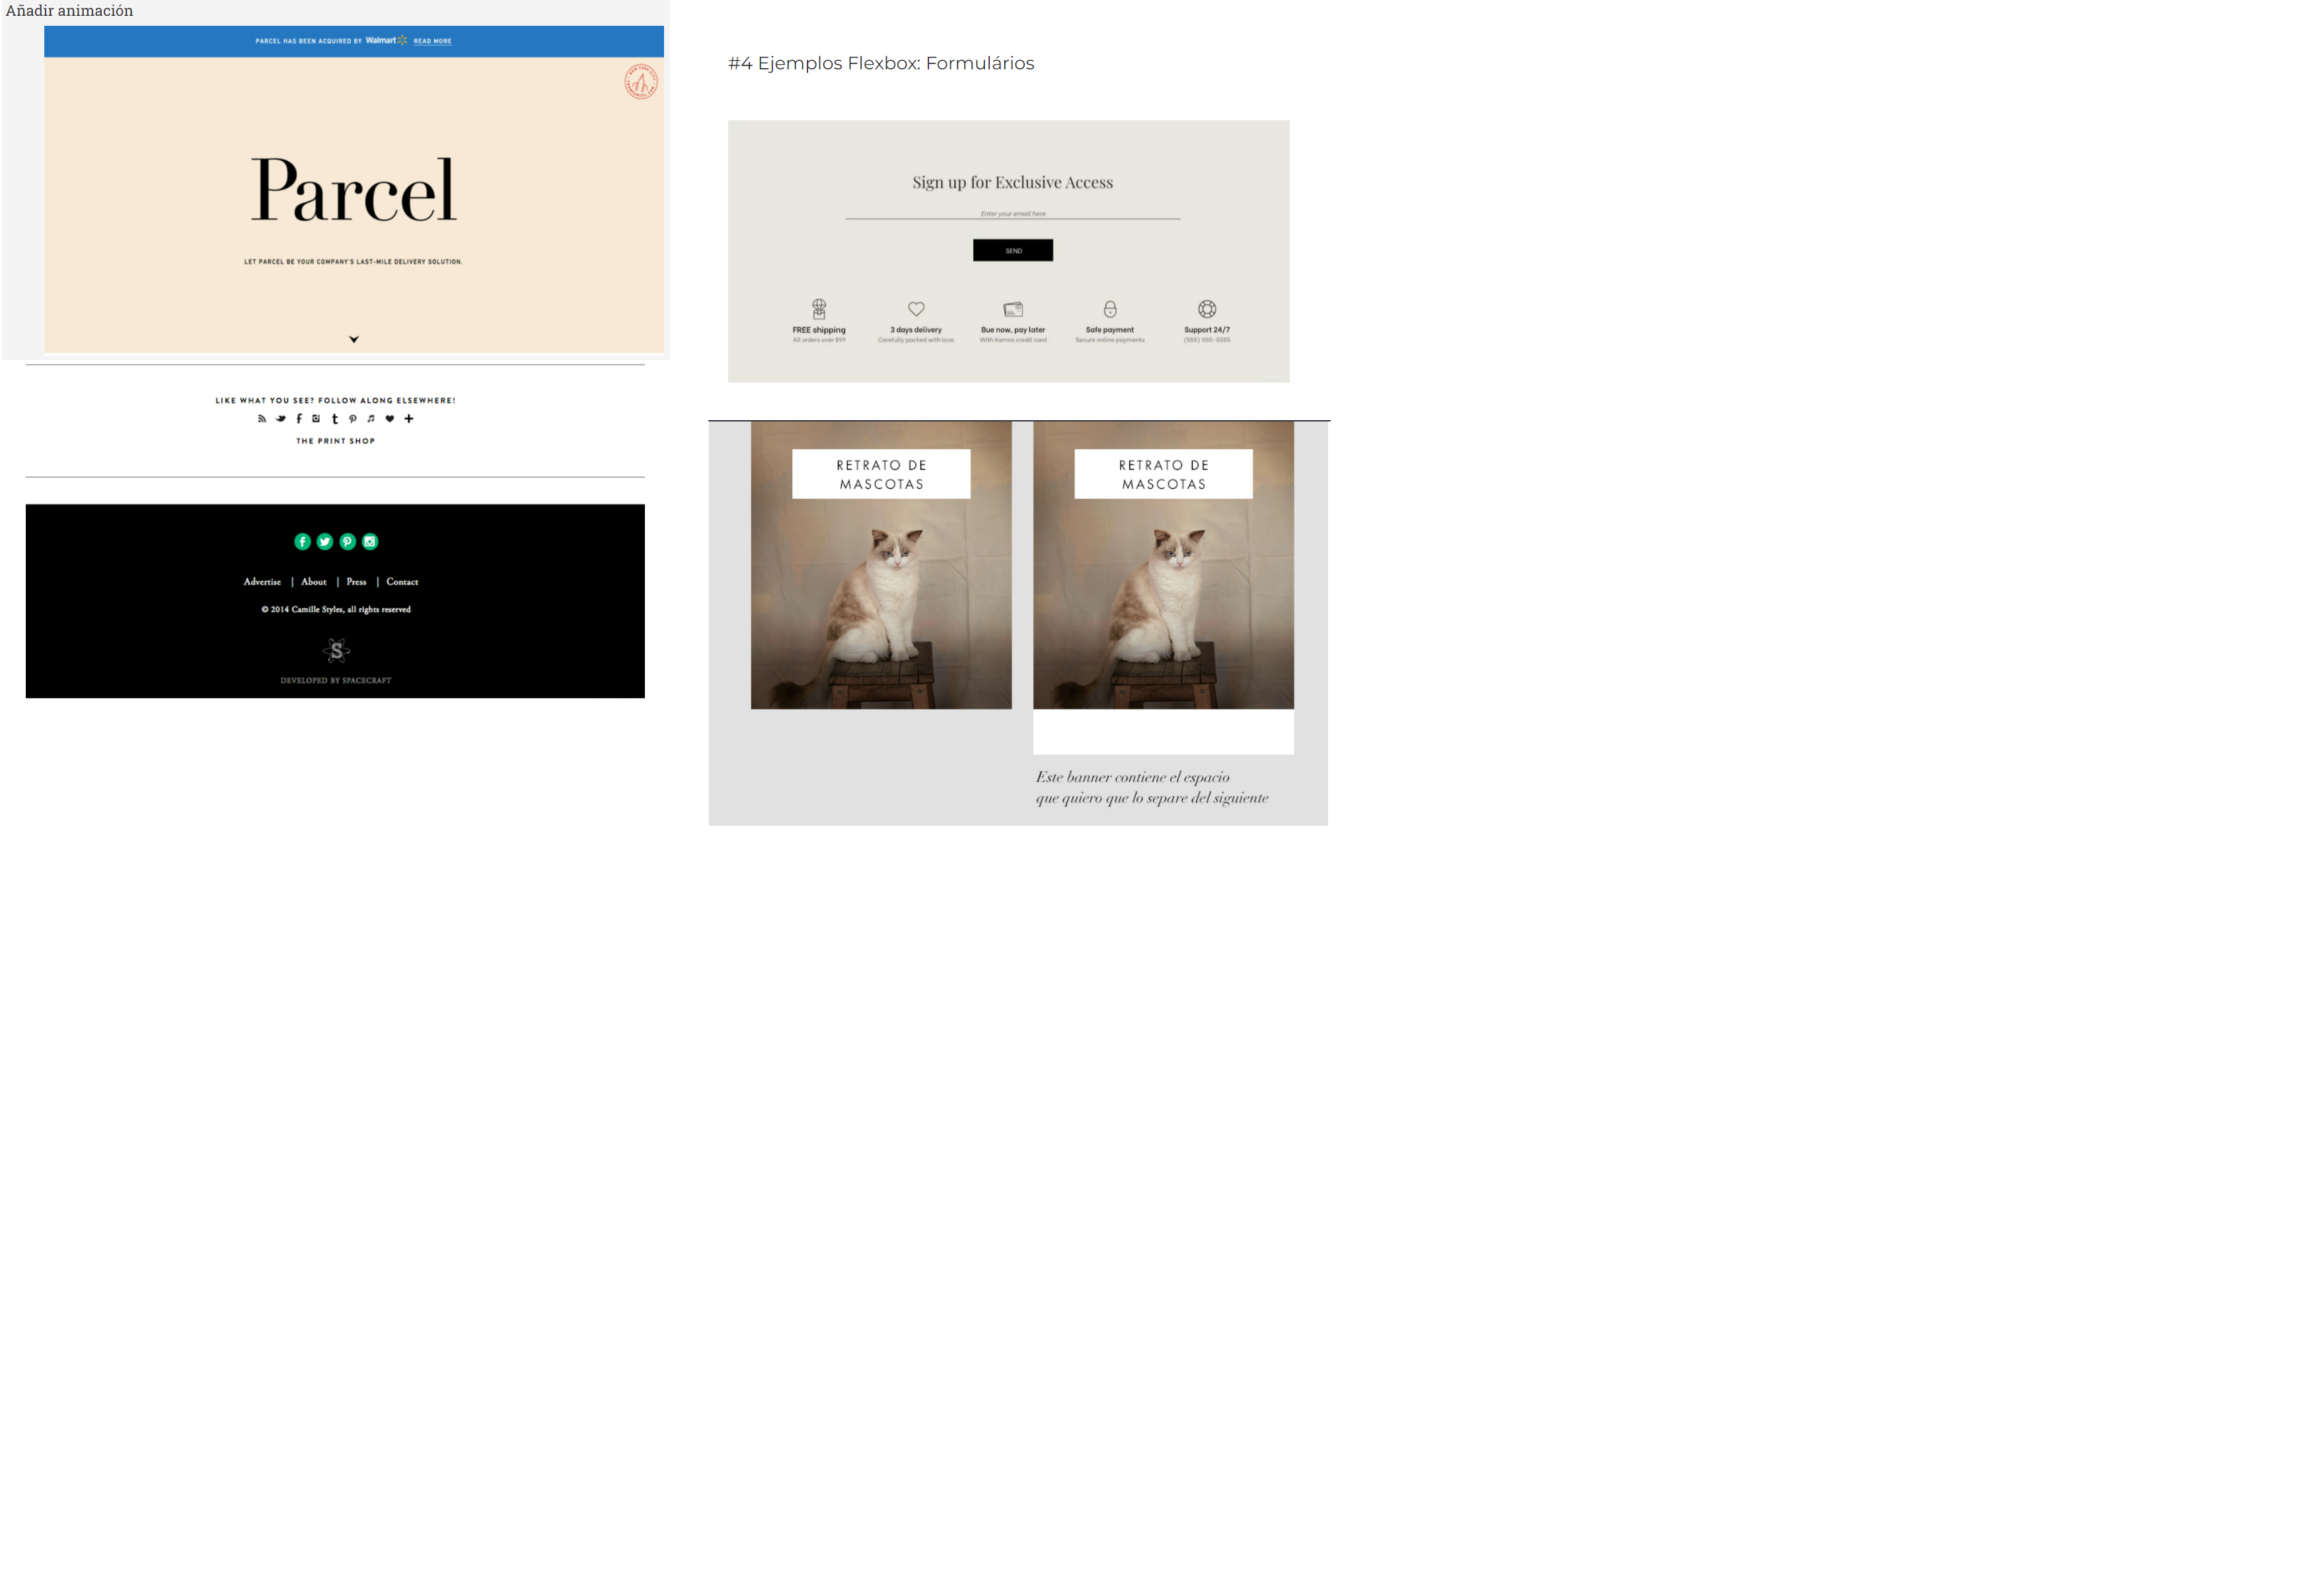 Añadir animación
PARCEL HAS BEEN ACQUIRED BY Walmart READ MORE
Parcel
LET PARCEL BE YOUR COMPANY'S LAST-MILE DELIVERY SOLUTION.
LIKE WHAT YOU SEE? FOLLOW ALONG ELSEWHERE!
THE PRINT SHOP
Advertise | About | Press | Contact
© 2014 Camille Styles, all rights reserved
S
DEVELOPED BY SPACECRAFT
#4 Ejemplos Flexbox: Formulários
Sign up for Exclusive Access
Enter your email here
SEND
FREE shipping
All orders over $99
3 days delivery
Carefully packed with love
Bue now, pay later
With Kamos credit card
Safe payment
Secure online payments
Support 24/7
(555) 555-5555
RETRATO DE
MASCOTAS
RETRATO DE
MASCOTAS
Este banner contiene el espacio
que quiero que lo separe del siguiente